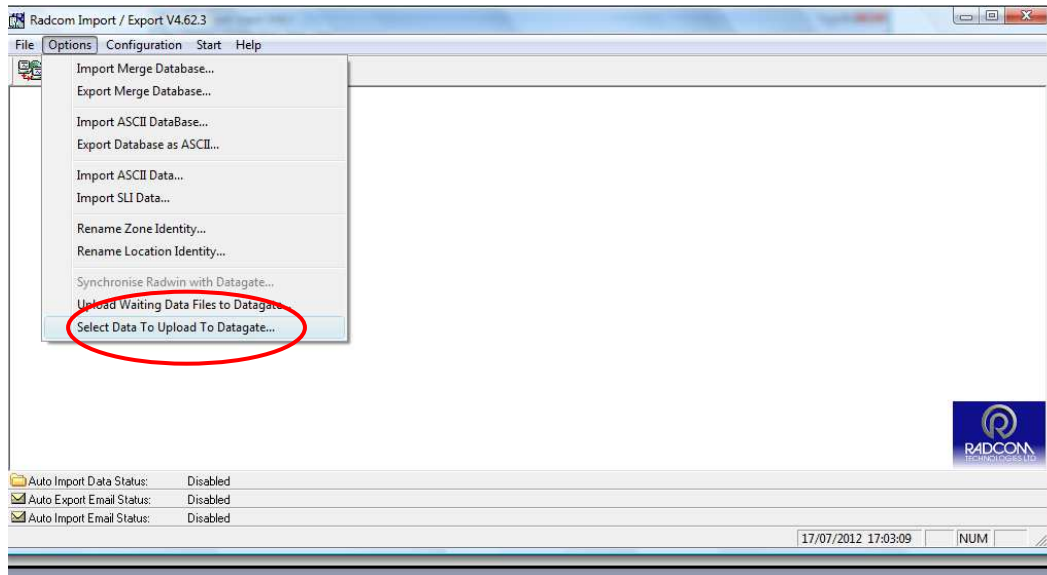 Radcom Import / Export V4.62.3
File Options Configuration Start Help
Import Merge Database...
Export Merge Database...
Import ASCII DataBase...
Export Database as ASCII...
Import ASCII Data...
Import SLI Data...
Rename Zone Identity...
Rename Location Identity...
Synchronise Radwin with Datagate...
Upload Waiting Data Files to Datagate...
Select Data To Upload To Datagate...
RADCOM
TECHNOLOGIES LTD
Auto Import Data Status: Disabled
Auto Export Email Status: Disabled
Auto Import Email Status: Disabled
17/07/2012 17:03:09 NUM